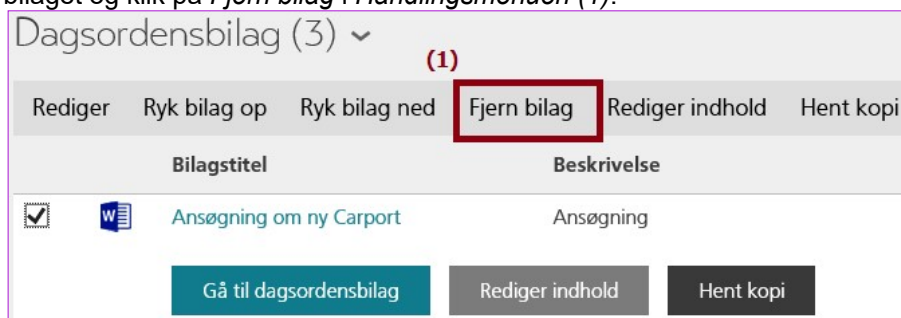 bilaget og klik på Fjern bilag i Handlingsmenuen (1).
Dagsordensbilag (3)
(1)
Rediger Ryk bilag op Ryk bilag ned Fjern bilag Rediger indhold Hent kopi
Bilagstitel Beskrivelse
Ansøgning om ny Carport Ansøgning
Gå til dagsordensbilag Rediger indhold Hent kopi